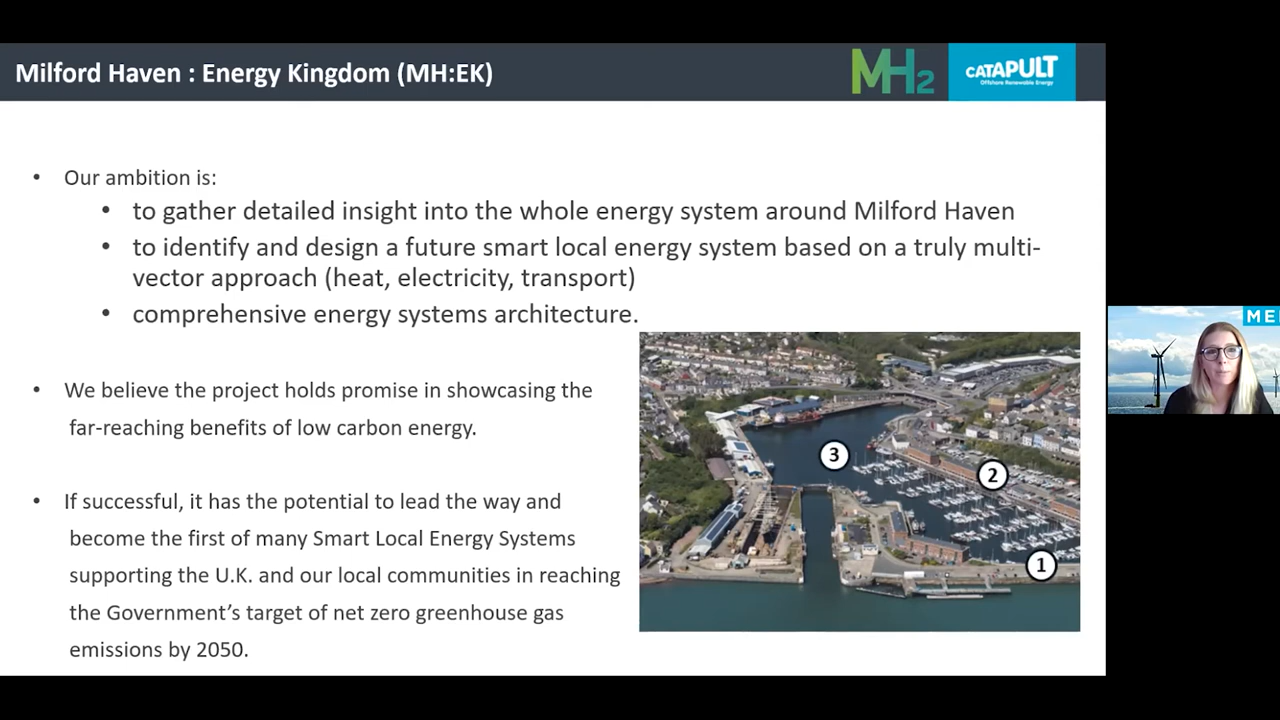 Milford Haven : Energy Kingdom (MH:EK)
MH2
CATAPULT
Offshore Renewable Energy
• Our ambition is:
• to gather detailed insight into the whole energy system around Milford Haven
• to identify and design a future smart local energy system based on a truly multi-
vector approach (heat, electricity, transport)
• comprehensive energy systems architecture.
• We believe the project holds promise in showcasing the
far-reaching benefits of low carbon energy.
• If successful, it has the potential to lead the way and
become the first of many Smart Local Energy Systems
supporting the U.K. and our local communities in reaching
the Government’s target of net zero greenhouse gas
emissions by 2050.
3
2
1
ME